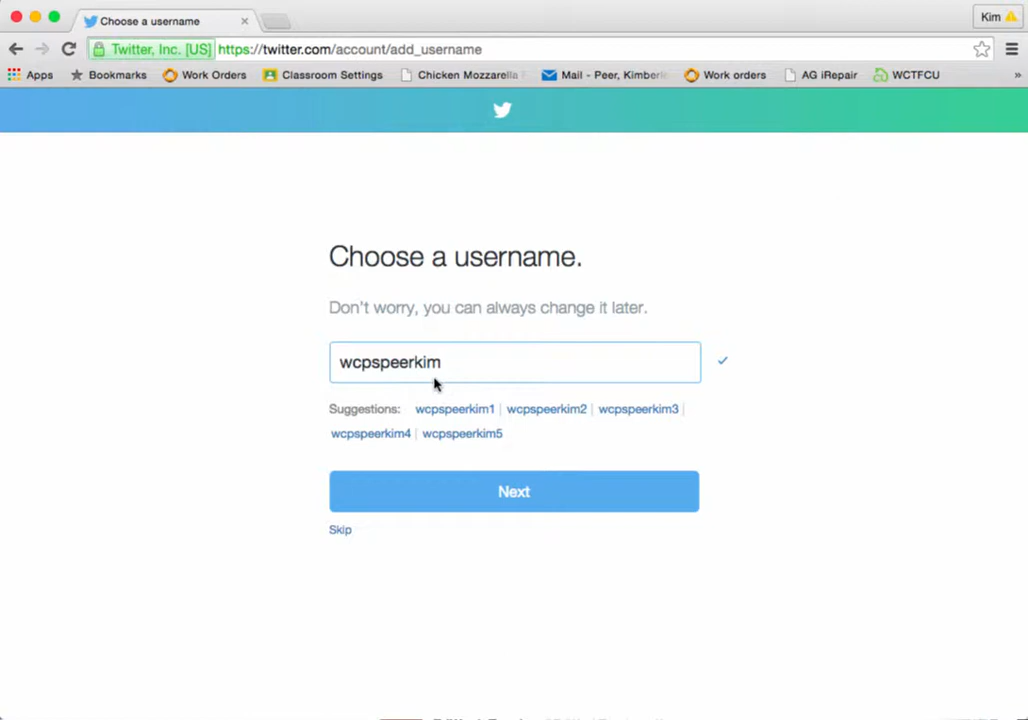 Choose a username
Kim
Twitter, Inc. [US] https://twitter.com/account/add_username
Apps Bookmarks Work Orders Classroom Settings Chicken Mozzarella Mail - Peer, Kimberl Work orders AG iRepair WCTFCU »
Choose a username.
Don't worry, you can always change it later.
wcpspeerkim
Suggestions: wcpspeerkim1 | wcpspeerkim2 | wcpspeerkim3 |
wcpspeerkim4 | wcpspeerkim5
Next
Skip